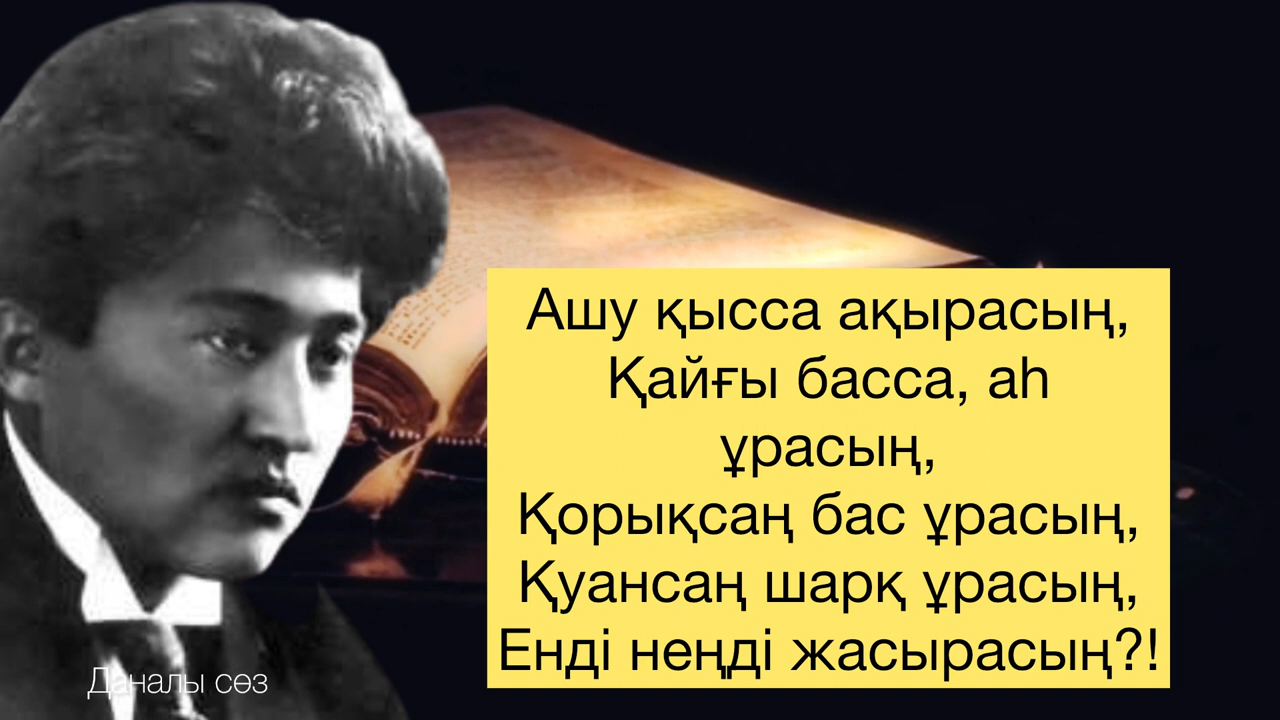 Ашу қысса ақырасың,
Қайғы басса, аһ
ұрасың,
Қорықсаң бас ұрасың,
Қуансаң шарқ ұрасың,
Енді неңді жасырасың?!
Даналы сөз